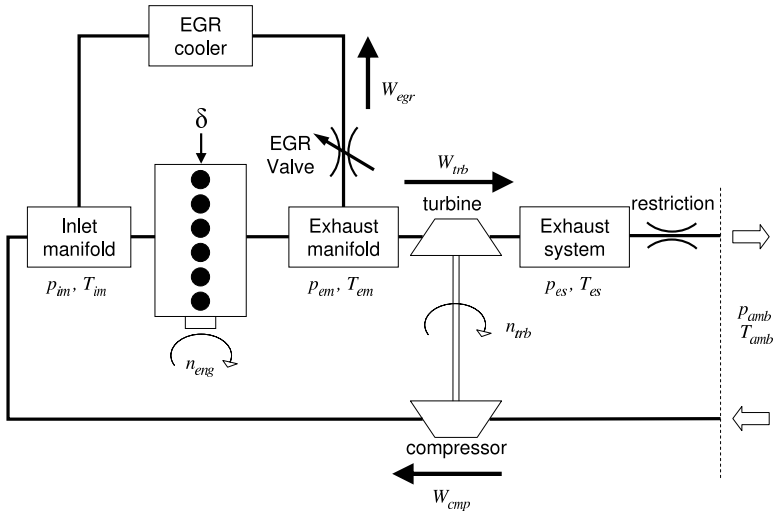 EGR
cooler
W_egr
δ
EGR
Valve
W_trb
turbine
restriction
Inlet
manifold
Exhaust
manifold
Exhaust
system
p_im, T_im
p_em, T_em
p_es, T_es
p_amb
T_amb
n_trb
n_eng
compressor
W_cmp